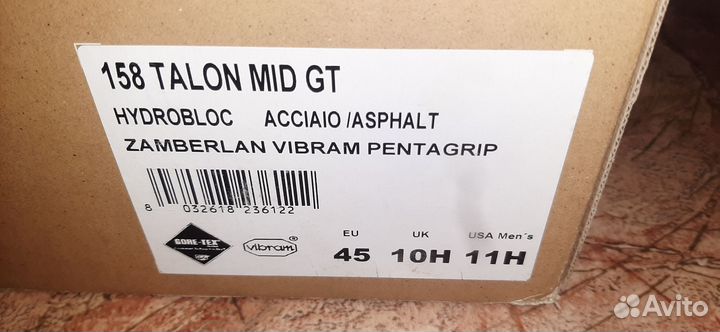 158 TALON MID GT
HYDROBLOC ACCIAIO /ASPHALT
ZAMBERLAN VIBRAM PENTAGRIP
8 032618 236122
EU UK USA Men's
GORE-TEX vibram ® 45 10H 11H
Avito